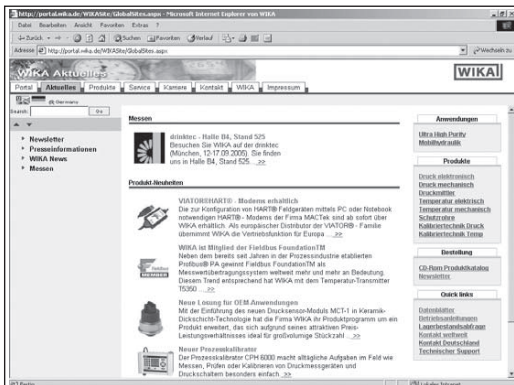 http://portal.wika.de/WIKASite/GlobalSites.aspx - Microsoft Internet Explorer von WIKA
Datei Bearbeiten Ansicht Favoriten Extras ?
Zurück Suchen Favoriten Verlauf
Adresse http://portal.wika.de/WIKASite/GlobalSites.aspx Wechseln zu
WIKA Aktuelles
WIKA
Portal Aktuelles Produkte Service Karriere Kontakt WIKA Impressum
Germany
Search: Go
Newsletter
Presseinformationen
WIKA News
Messen
Messen
drinktec - Halle B4, Stand 525
Besuchen Sie WIKA auf der drinktec
(München, 12-17.09 2005). Sie finden
uns in Halle B4, Stand 525. ...>>
Produkt-Neuheiten
VIATOR®HART® - Modems erhältlich
Die zur Konfiguration von HART® Feldgeräten mittels PC oder Notebook
notwendigen HART® - Modems der Firma MACTek sind ab sofort über
WIKA erhältlich. Als europäischer Distributor der VIATOR® - Familie
übernimmt WIKA die Vertriebsfunktion für Europa ...>>
WIKA ist Mitglied der Fieldbus FoundationTM
Neben dem bereits seit Jahren in der Prozessindustrie etablierten
Profibus® PA gewinnt Fieldbus FoundationTM als
Messwertübertragungssystem weltweit mehr und mehr an Bedeutung.
Diesem Trend entsprechend hat WIKA mit dem Temperatur-Transmitter
T5350 ...>>
Neue Lösung für OEM Anwendungen
Mit der Einführung des neuen Drucksensor-Moduls MCT-1 in Keramik-
Dickschicht-Technologie hat die Firma WIKA ihr Produktprogramm um ein
Produkt erweitert, das sich aufgrund seines attraktiven Preis-
Leistungsverhältnisses ideal für großvolumige Stückzahl ...>>
Neuer Prozesskalibrator
Der Prozesskalibrator CPH 6000 macht alltägliche Aufgaben im Feld wie
Messen, Prüfen oder Kalibrieren von Druckmessgeräten und
Druckschaltern besonders einfach ...>>
Anwendungen
Ultra High Purity
Mobilhydraulik
Produkte
Druck elektronisch
Druck mechanisch
Druckmittler
Temperatur elektrisch
Temperatur mechanisch
Schutzrohre
Kalibriertechnik Druck
Kalibriertechnik Temp
Bestellung
CD-Rom Produktkatalog
Newsletter
Quick links
Datenblätter
Betriebsanleitungen
Lagerbestandsabfrage
Kontakt weltweit
Kontakt Deutschland
Technischer Support
Fertig
Lokales Intranet